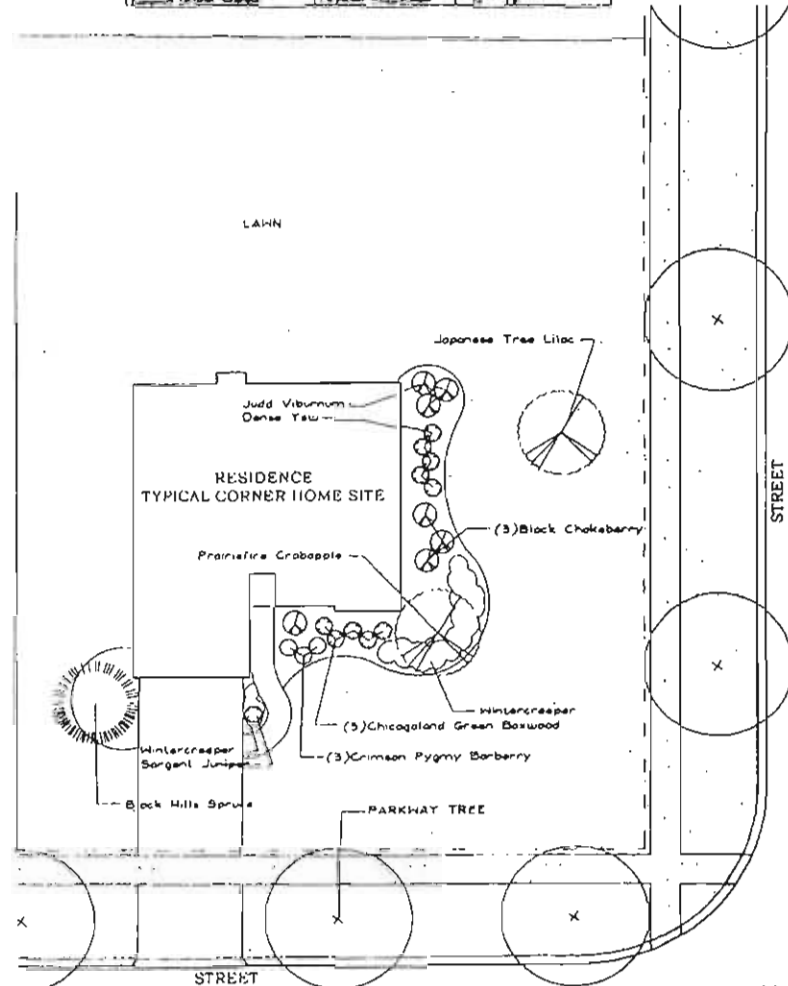 LAWN
Japanese Tree Lilac
Judd Viburnum
Dense Yew
RESIDENCE
TYPICAL CORNER HOME SITE
STREET
(3)Black Chokeberry
Prairiefire Crabapple
Wintercreeper
(5)Chicagoland Green Boxwood
Wintercreeper
Sargent Juniper
(3)Crimson Pygmy Barberry
Black Hills Spruce
PARKWAY TREE
STREET